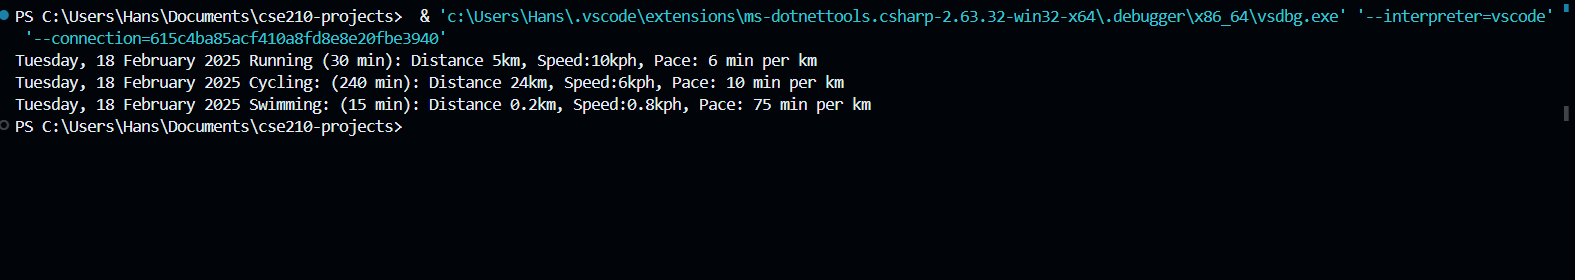 PS C:\Users\Hans\Documents\cse210-projects>  & 'c:\Users\Hans\.vscode\extensions\ms-dotnettools.csharp-2.63.32-win32-x64\.debugger\x86_64\vsdbg.exe' '--interpreter=vscode'
'--connection=615c4ba85acf410a8fd8e8e20fbe3940'
Tuesday, 18 February 2025 Running (30 min): Distance 5km, Speed:10kph, Pace: 6 min per km
Tuesday, 18 February 2025 Cycling: (240 min): Distance 24km, Speed:6kph, Pace: 10 min per km
Tuesday, 18 February 2025 Swimming: (15 min): Distance 0.2km, Speed:0.8kph, Pace: 75 min per km
PS C:\Users\Hans\Documents\cse210-projects>